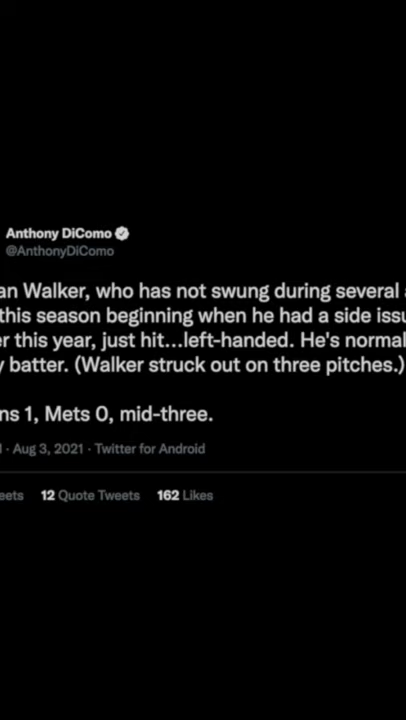 Anthony DiComo
@AnthonyDiComo
an Walker, who has not swung during several
this season beginning when he had a side issu
er this year, just hit...left-handed. He's normal
y batter. (Walker struck out on three pitches.)
ns 1, Mets 0, mid-three.
· Aug 3, 2021 · Twitter for Android
eets 12 Quote Tweets 162 Likes